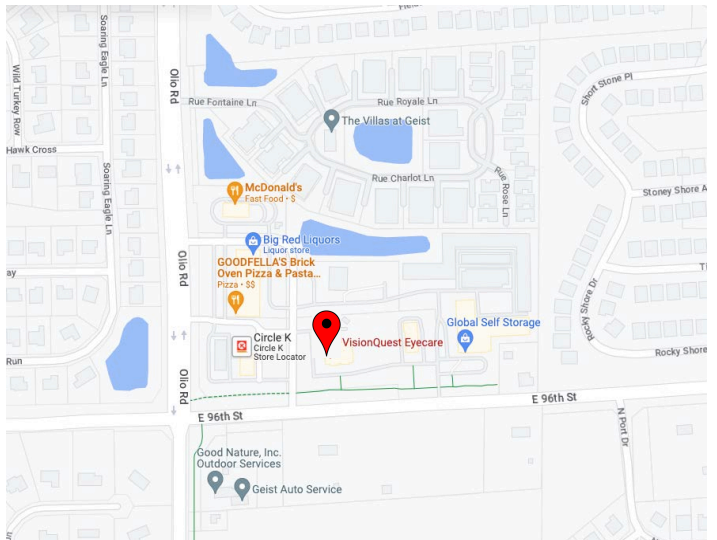 Soaring Eagle Ln
Wild Turkey Row
Olio Rd
Rue Fontaine Ln
Rue Royale Ln
Short Stone Pl
The Villas at Geist
Hawk Cross
Soaring Eagle Ln
Rue Charlot Ln
Rue Rose Ln
McDonald's
Fast Food • $
Stoney Shore A
Big Red Liquors
Liquor store
GOODFELLA'S Brick
Oven Pizza & Pasta...
Pizza • $$
Olio Rd
ay
Rocky Shore Dr
Global Self Storage
Circle K
Circle K
Store Locator
VisionQuest Eyecare
Run
Rocky Shore
Olio Rd
E 96th St
E 96th St
N Port Dr
Good Nature, Inc.
Outdoor Services
Geist Auto Service